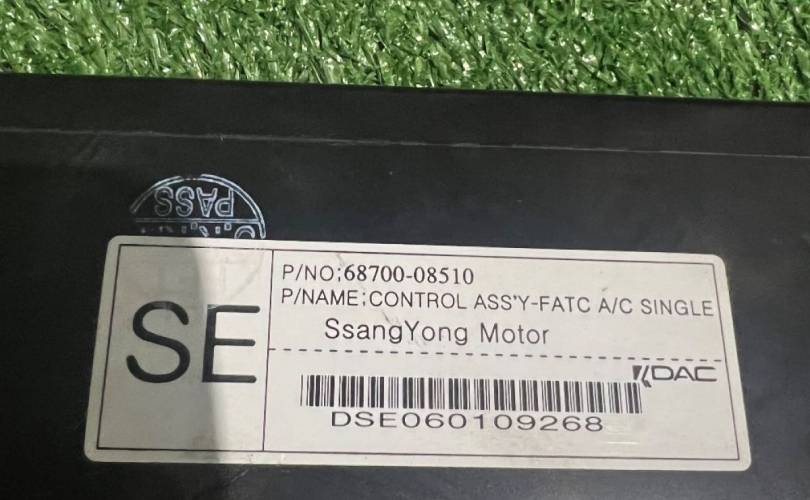 PASS
SE
P/NO;68700-08510
P/NAME;CONTROL ASS'Y-FATC A/C SINGLE
SsangYong Motor
DAC
DSE060109268